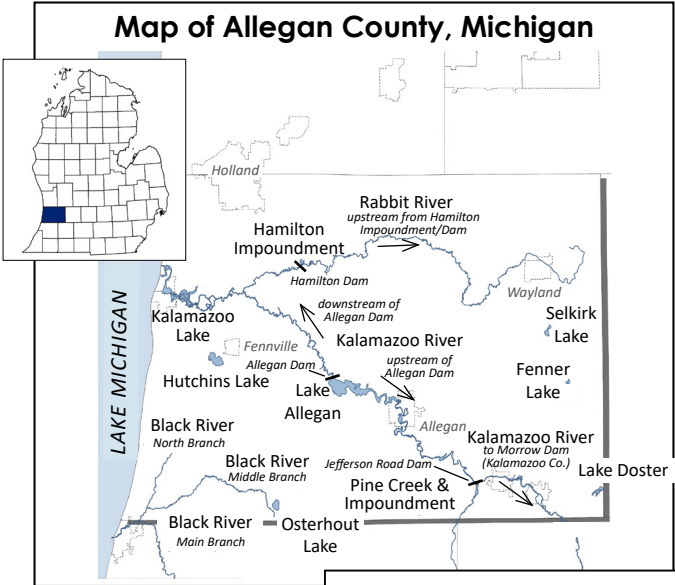 Map of Allegan County, Michigan
Holland
Rabbit River
upstream from Hamilton
Impoundment/Dam
Hamilton
Impoundment
Hamilton Dam
Wayland
LAKE MICHIGAN
Kalamazoo
Lake
downstream of
Allegan Dam
Selkirk
Lake
Fennville
Kalamazoo River
upstream of
Allegan Dam
Allegan Dam
Hutchins Lake
Fenner
Lake
Lake
Allegan
Allegan
Black River
North Branch
Kalamazoo River
to Morrow Dam
(Kalamazoo Co.)
Black River
Middle Branch
Jefferson Road Dam
Lake Doster
Pine Creek &
Impoundment
Black River
Main Branch
Osterhout
Lake